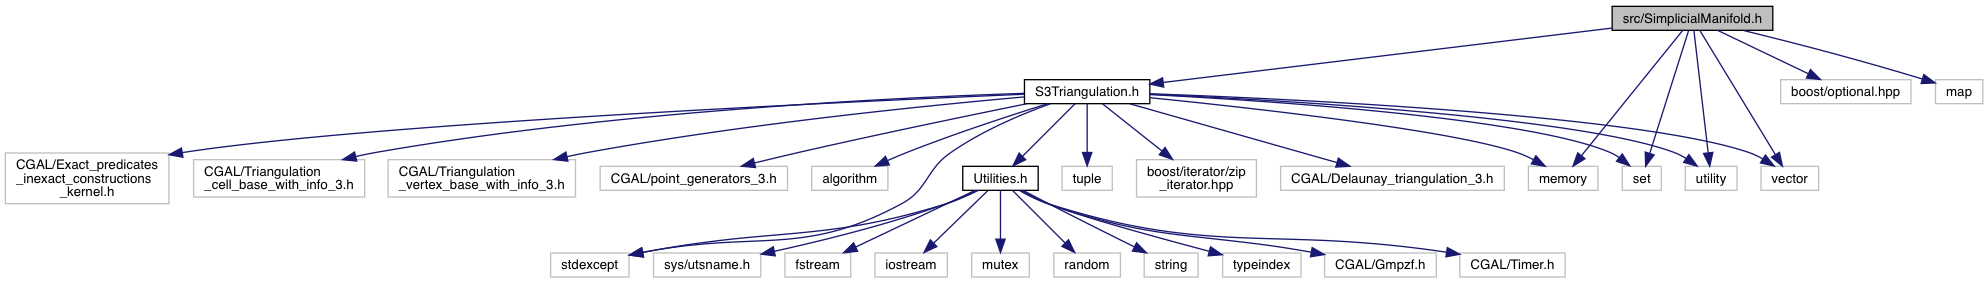 src/SimplicialManifold.h
S3Triangulation.h
boost/optional.hpp
map
CGAL/Exact_predicates
_inexact_constructions
_kernel.h
CGAL/Triangulation
_cell_base_with_info_3.h
CGAL/Triangulation
_vertex_base_with_info_3.h
CGAL/point_generators_3.h
algorithm
Utilities.h
tuple
boost/iterator/zip
_iterator.hpp
CGAL/Delaunay_triangulation_3.h
memory
set
utility
vector
stdexcept
sys/utsname.h
fstream
iostream
mutex
random
string
typeindex
CGAL/Gmpzf.h
CGAL/Timer.h